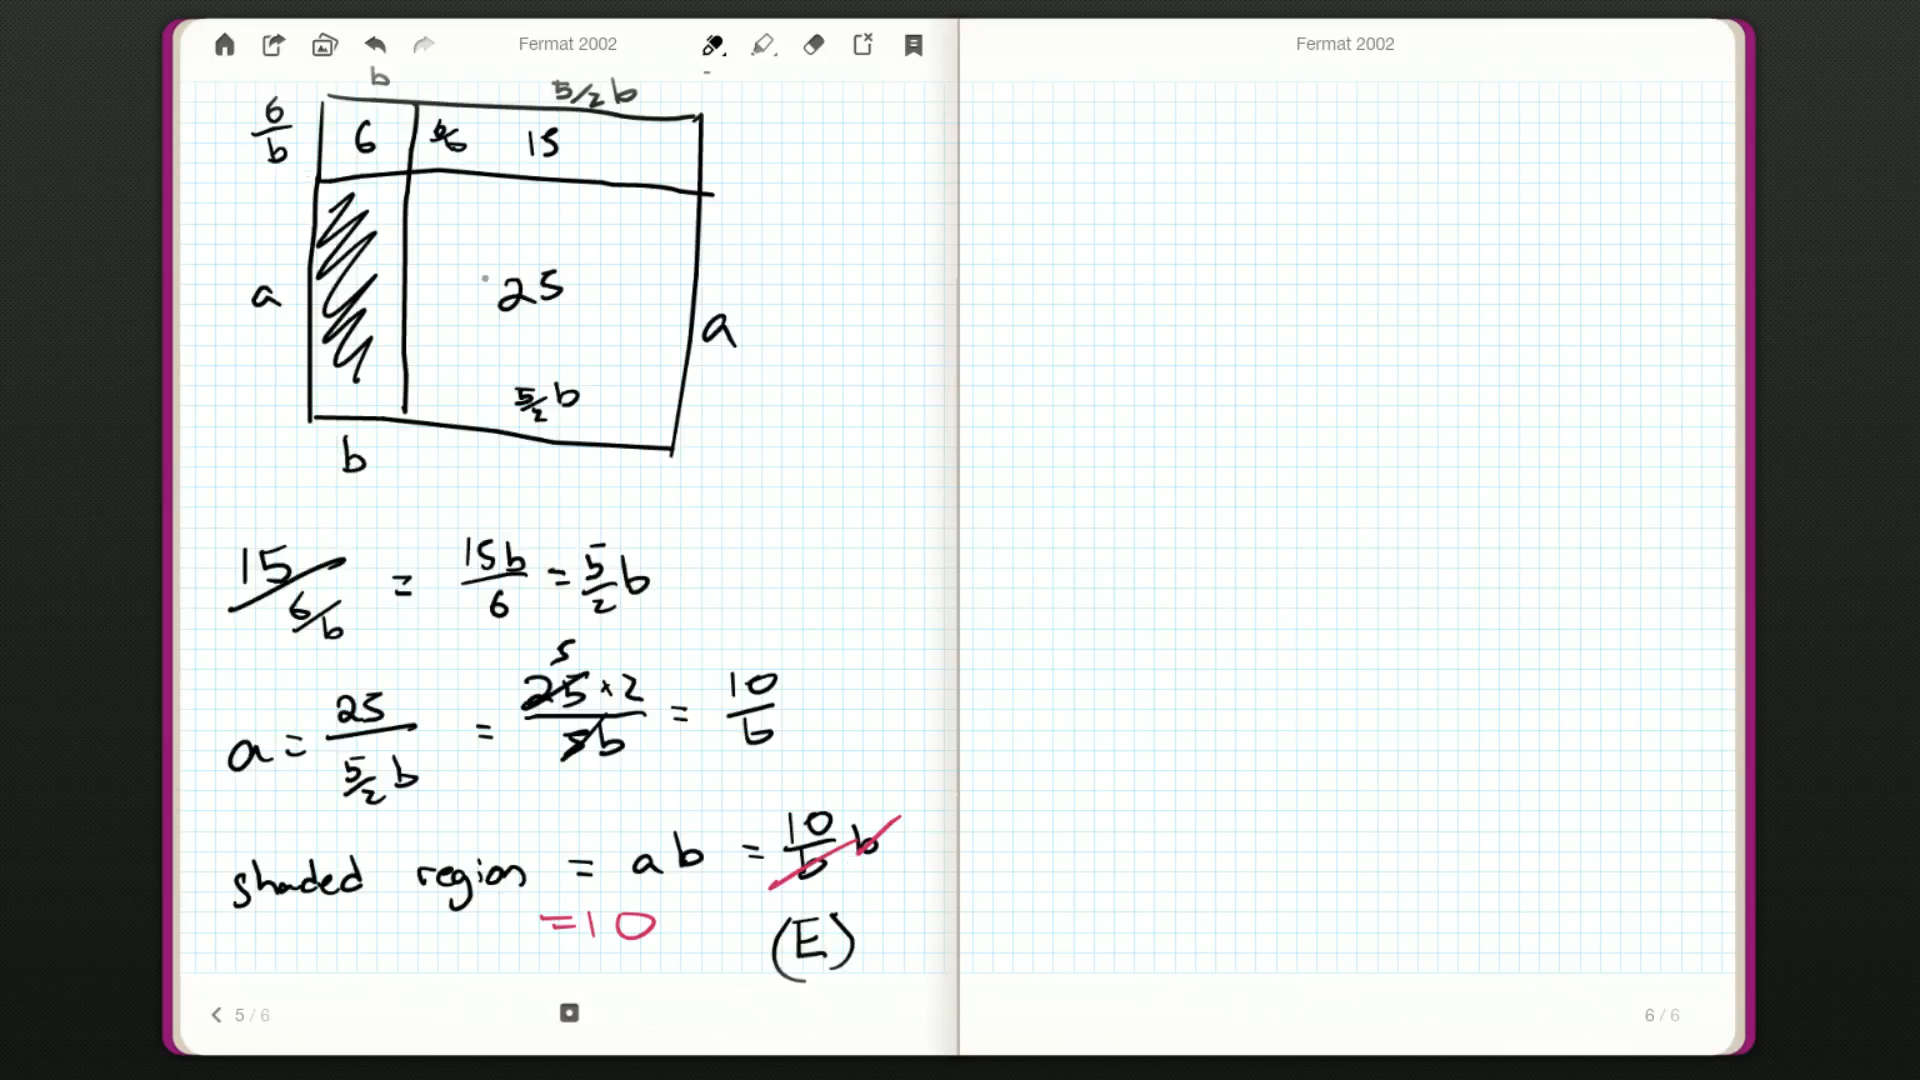 Fermat 2002
Fermat 2002
b 5/2 b
6/b 6 15
a 25 a
5/2 b
b
15/6/b = 15b/6 = 5/2 b
5
a = 25/5/2 b = 25 × 2/5b = 10/b
shaded region = ab = 10/b b
= 10 (E)
5 / 6
6 / 6